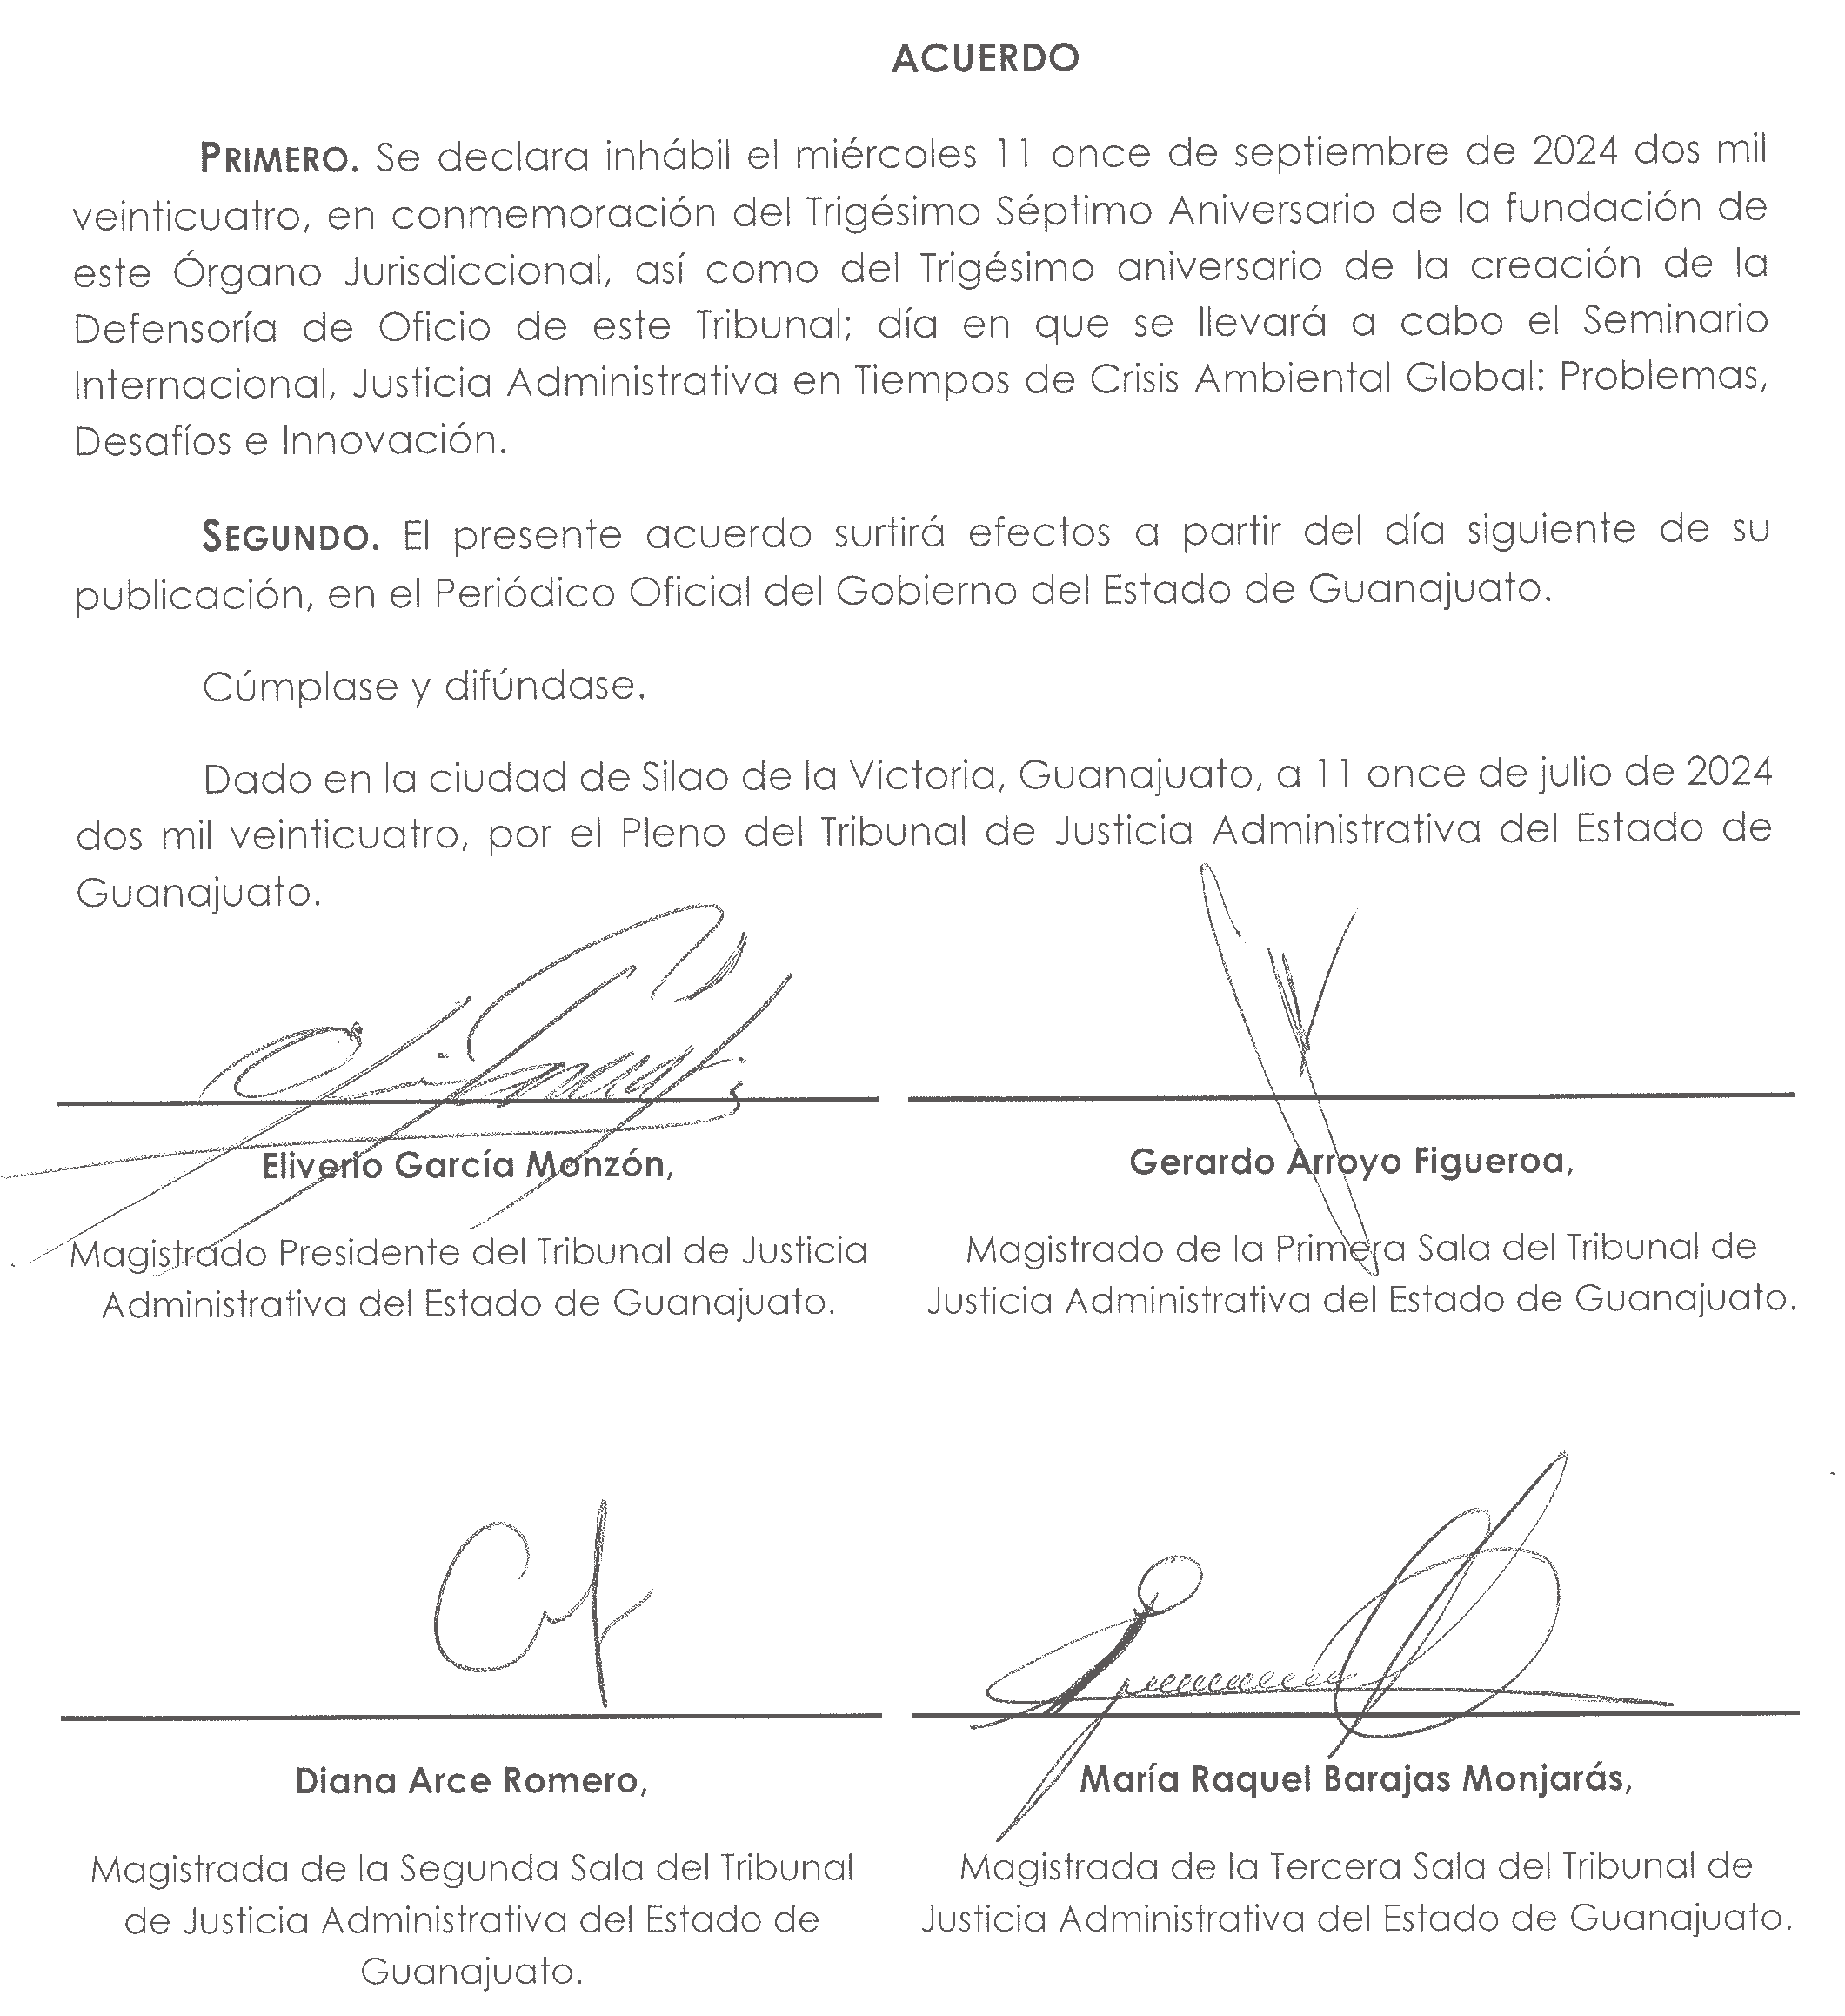 ACUERDO
PRIMERO. Se declara inhábil el miércoles 11 once de septiembre de 2024 dos mil
veinticuatro, en conmemoración del Trigésimo Séptimo Aniversario de la fundación de
este Órgano Jurisdiccional, así como del Trigésimo aniversario de la creación de la
Defensoría de Oficio de este Tribunal; día en que se llevará a cabo el Seminario
Internacional, Justicia Administrativa en Tiempos de Crisis Ambiental Global: Problemas,
Desafíos e Innovación.
SEGUNDO. El presente acuerdo surtirá efectos a partir del día siguiente de su
publicación, en el Periódico Oficial del Gobierno del Estado de Guanajuato.
Cúmplase y difúndase.
Dado en la ciudad de Silao de la Victoria, Guanajuato, a 11 once de julio de 2024
dos mil veinticuatro, por el Pleno del Tribunal de Justicia Administrativa del Estado de
Guanajuato.
Eliverio García Monzón,
Magistrado Presidente del Tribunal de Justicia
Administrativa del Estado de Guanajuato.
Gerardo Arroyo Figueroa,
Magistrado de la Primera Sala del Tribunal de
Justicia Administrativa del Estado de Guanajuato.
Diana Arce Romero,
Magistrada de la Segunda Sala del Tribunal
de Justicia Administrativa del Estado de
Guanajuato.
María Raquel Barajas Monjarás,
Magistrada de la Tercera Sala del Tribunal de
Justicia Administrativa del Estado de Guanajuato.